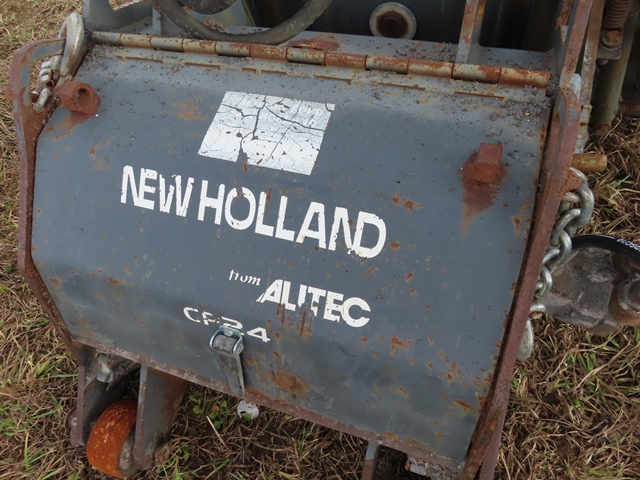 NEW HOLLAND
from ALITEC
CP24